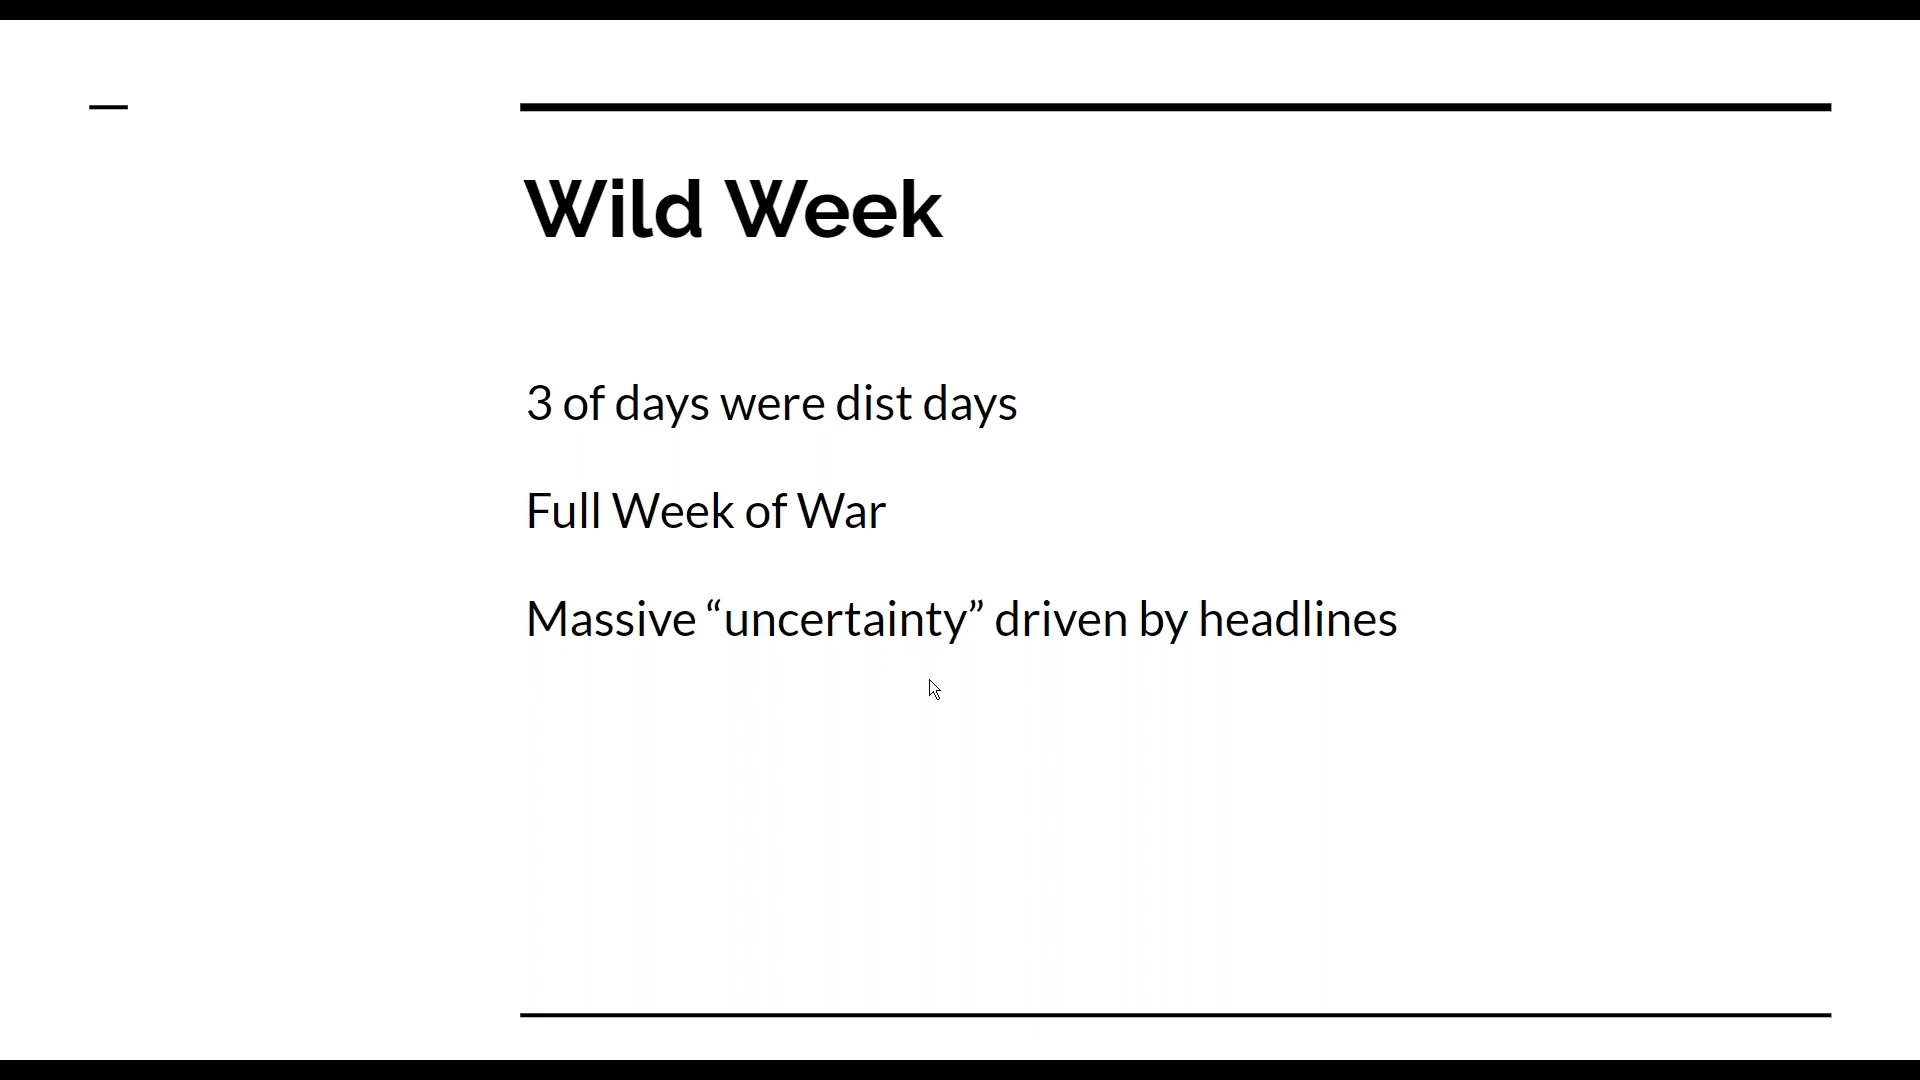 Wild Week
3 of days were dist days
Full Week of War
Massive “uncertainty” driven by headlines